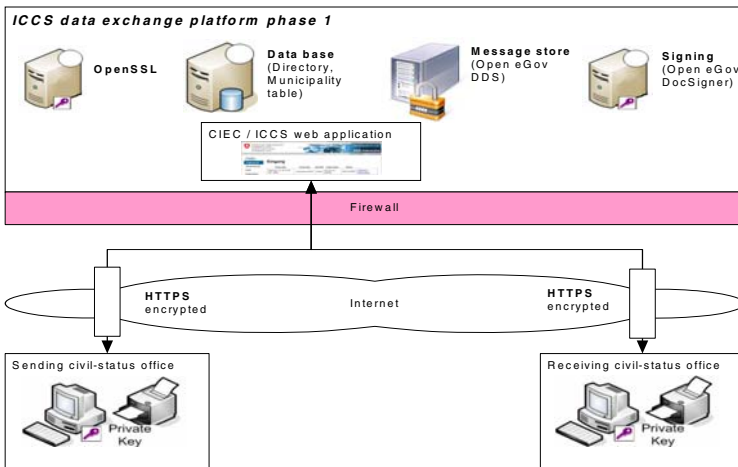 ICCS data exchange platform phase 1
OpenSSL
Data base
(Directory,
Municipality
table)
Message store
(Open eGov
DDS)
Signing
(Open eGov
DocSigner)
CIEC / ICCS web application
Eingang
Firewall
HTTPS
encrypted
Internet
HTTPS
encrypted
Sending civil-status office
Private
Key
Receiving civil-status office
Private
Key